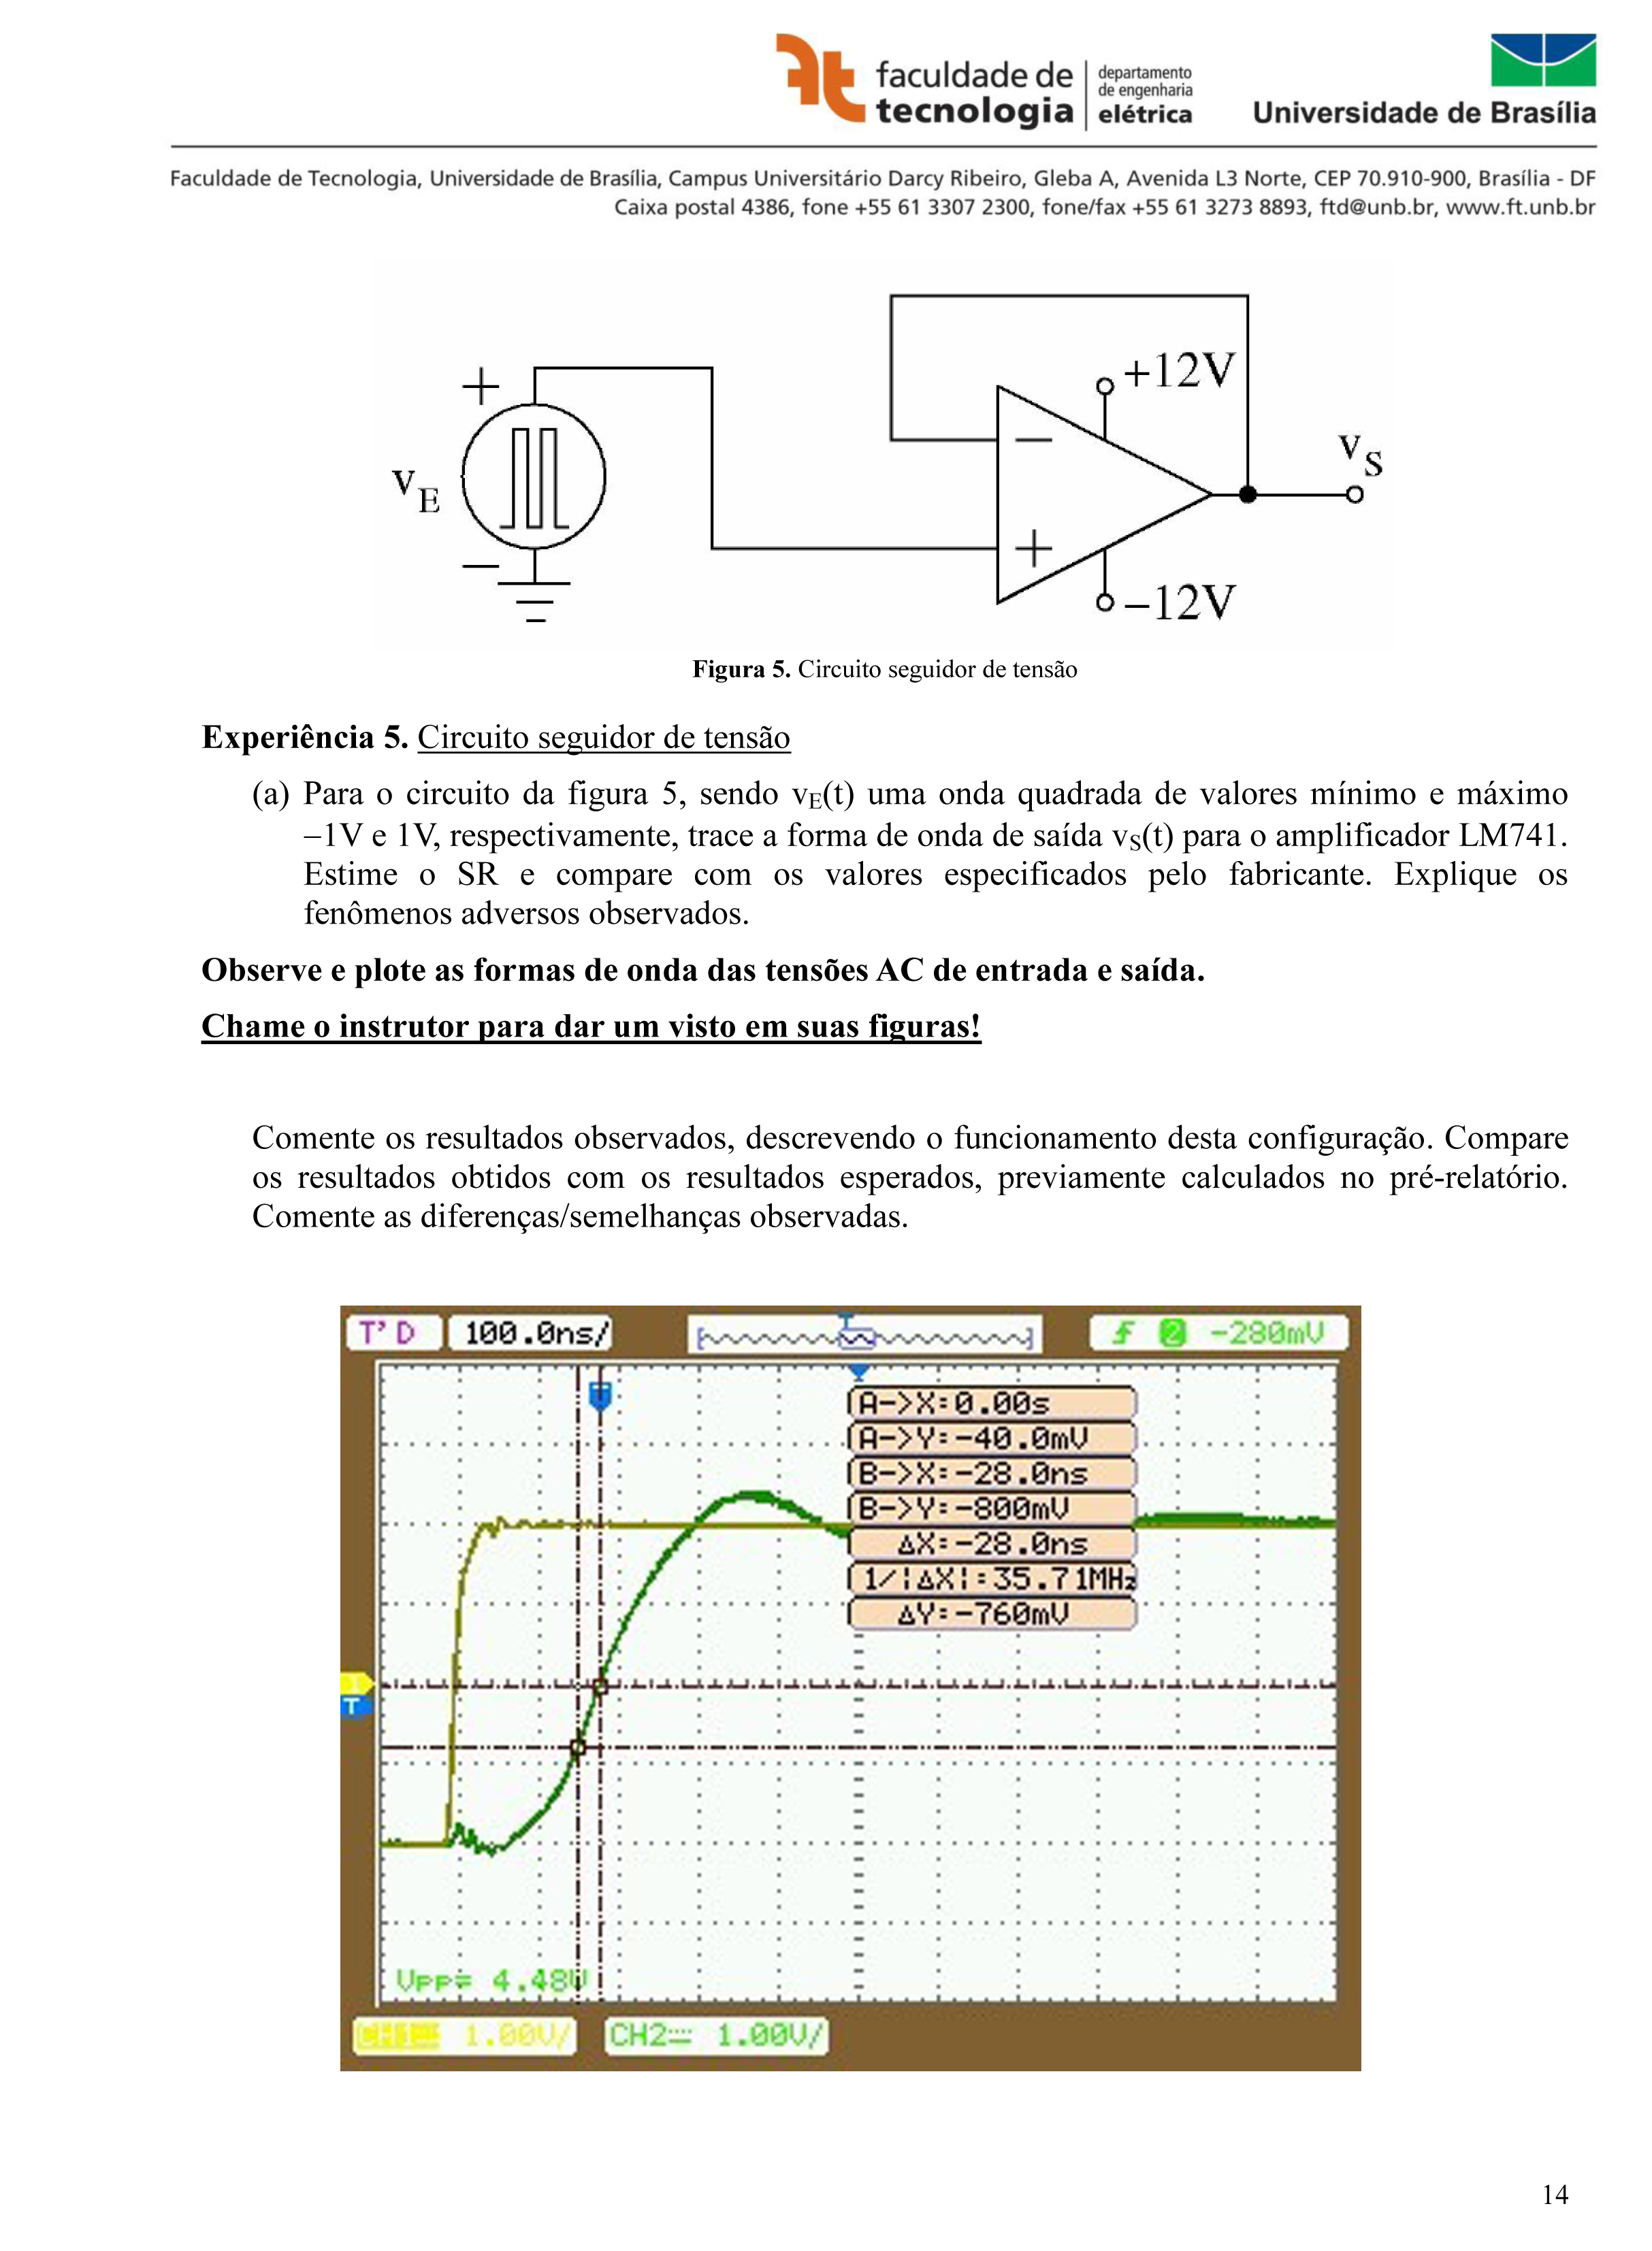 faculdade de
tecnologia
departamento
de engenharia
elétrica
Universidade de Brasília
Faculdade de Tecnologia, Universidade de Brasília, Campus Universitário Darcy Ribeiro, Gleba A, Avenida L3 Norte, CEP 70.910-900, Brasília - DF
Caixa postal 4386, fone +55 61 3307 2300, fone/fax +55 61 3273 8893, ftd@unb.br, www.ft.unb.br
+
vE
−
−
+
+12V
−12V
vS
Figura 5. Circuito seguidor de tensão
Experiência 5. Circuito seguidor de tensão
(a) Para o circuito da figura 5, sendo vE(t) uma onda quadrada de valores mínimo e máximo
−1V e 1V, respectivamente, trace a forma de onda de saída vS(t) para o amplificador LM741.
Estime o SR e compare com os valores especificados pelo fabricante. Explique os
fenômenos adversos observados.
Observe e plote as formas de onda das tensões AC de entrada e saída.
Chame o instrutor para dar um visto em suas figuras!
Comente os resultados observados, descrevendo o funcionamento desta configuração. Compare
os resultados obtidos com os resultados esperados, previamente calculados no pré-relatório.
Comente as diferenças/semelhanças observadas.
T'D 100.0ns/ T 2 -280mV
A->X:0.00s
A->Y:-40.0mV
B->X:-28.0ns
B->Y:-800mV
ΔX:-28.0ns
1/|ΔX|:35.71MHz
ΔY:-760mV
T
Vpp= 4.48V
CH1 1.00V/ CH2 1.00V/
14